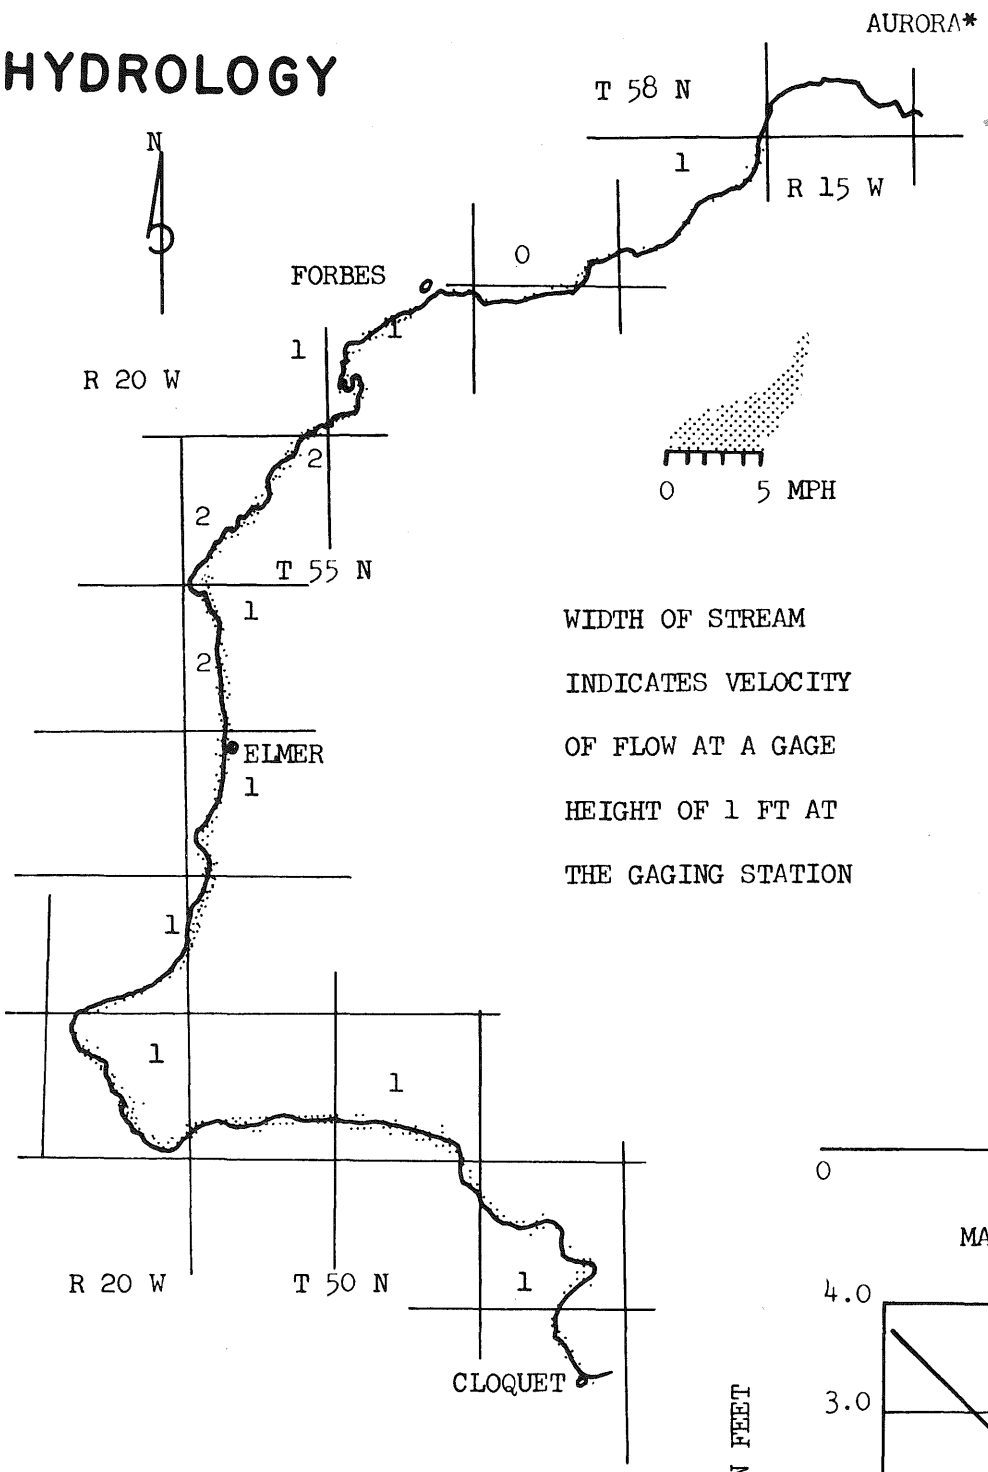 AURORA*
HYDROLOGY
T 58 N
N
1
R 15 W
0
FORBES
1
1
R 20 W
2
0 5 MPH
2
T 55 N
1
WIDTH OF STREAM
2
INDICATES VELOCITY
OF FLOW AT A GAGE
ELMER
1
HEIGHT OF 1 FT AT
THE GAGING STATION
1
1
1
0
MA
R 20 W
T 50 N
1
4.0
CLOQUET
3.0
N FEET